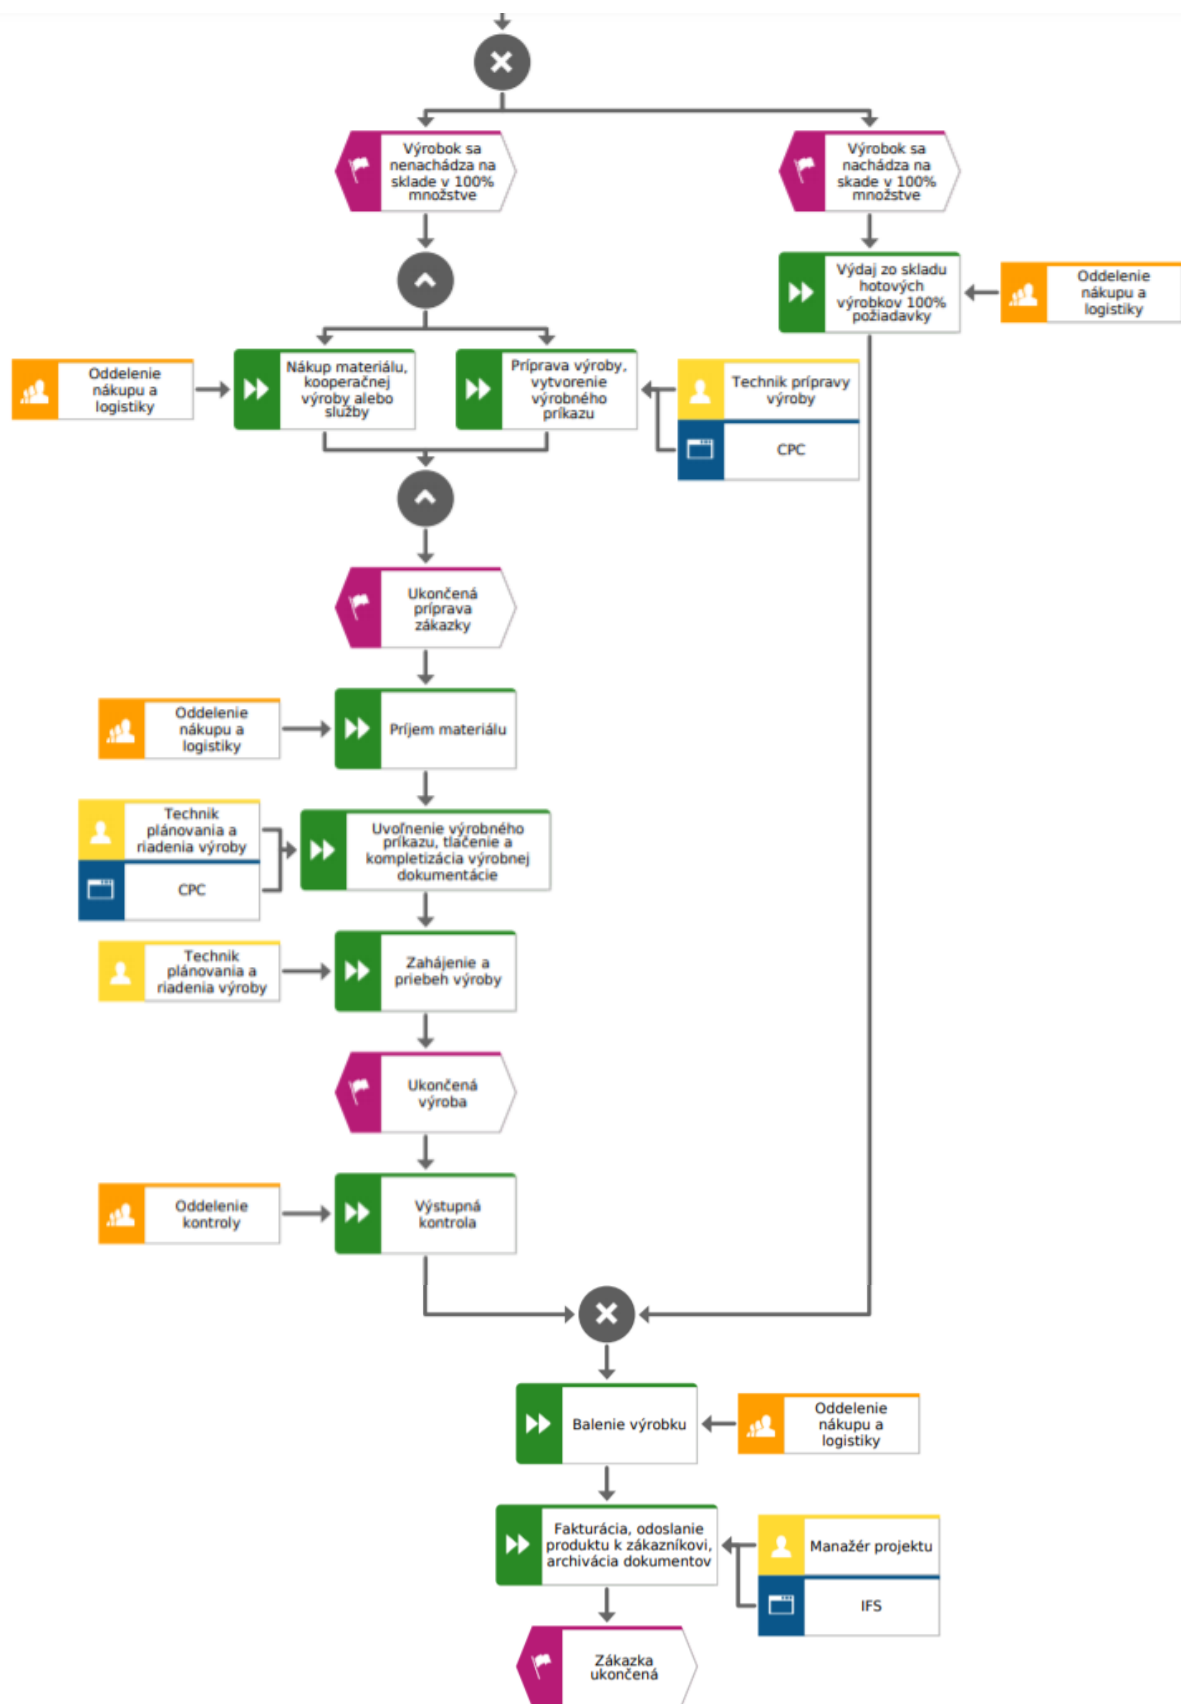 Výrobok sa
nenachádza na
sklade v 100%
množstve
Výrobok sa
nachádza na
skade v 100%
množstve
Výdaj zo skladu
hotových
výrobkov 100%
požiadavky
Oddelenie
nákupu a
logistiky
Oddelenie
nákupu a
logistiky
Nákup materiálu,
kooperačnej
výroby alebo
služby
Príprava výroby,
vytvorenie
výrobného
príkazu
Technik prípravy
výroby
CPC
Ukončená
príprava
zákazky
Oddelenie
nákupu a
logistiky
Príjem materiálu
Technik
plánovania a
riadenia výroby
CPC
Uvoľnenie výrobného
príkazu, tlačenie a
kompletizácia výrobnej
dokumentácie
Technik
plánovania a
riadenia výroby
Zahájenie a
priebeh výroby
Ukončená
výroba
Oddelenie
kontroly
Výstupná
kontrola
Balenie výrobku
Oddelenie
nákupu a
logistiky
Fakturácia, odoslanie
produktu k zákazníkovi,
archivácia dokumentov
Manažér projektu
IFS
Zákazka
ukončená